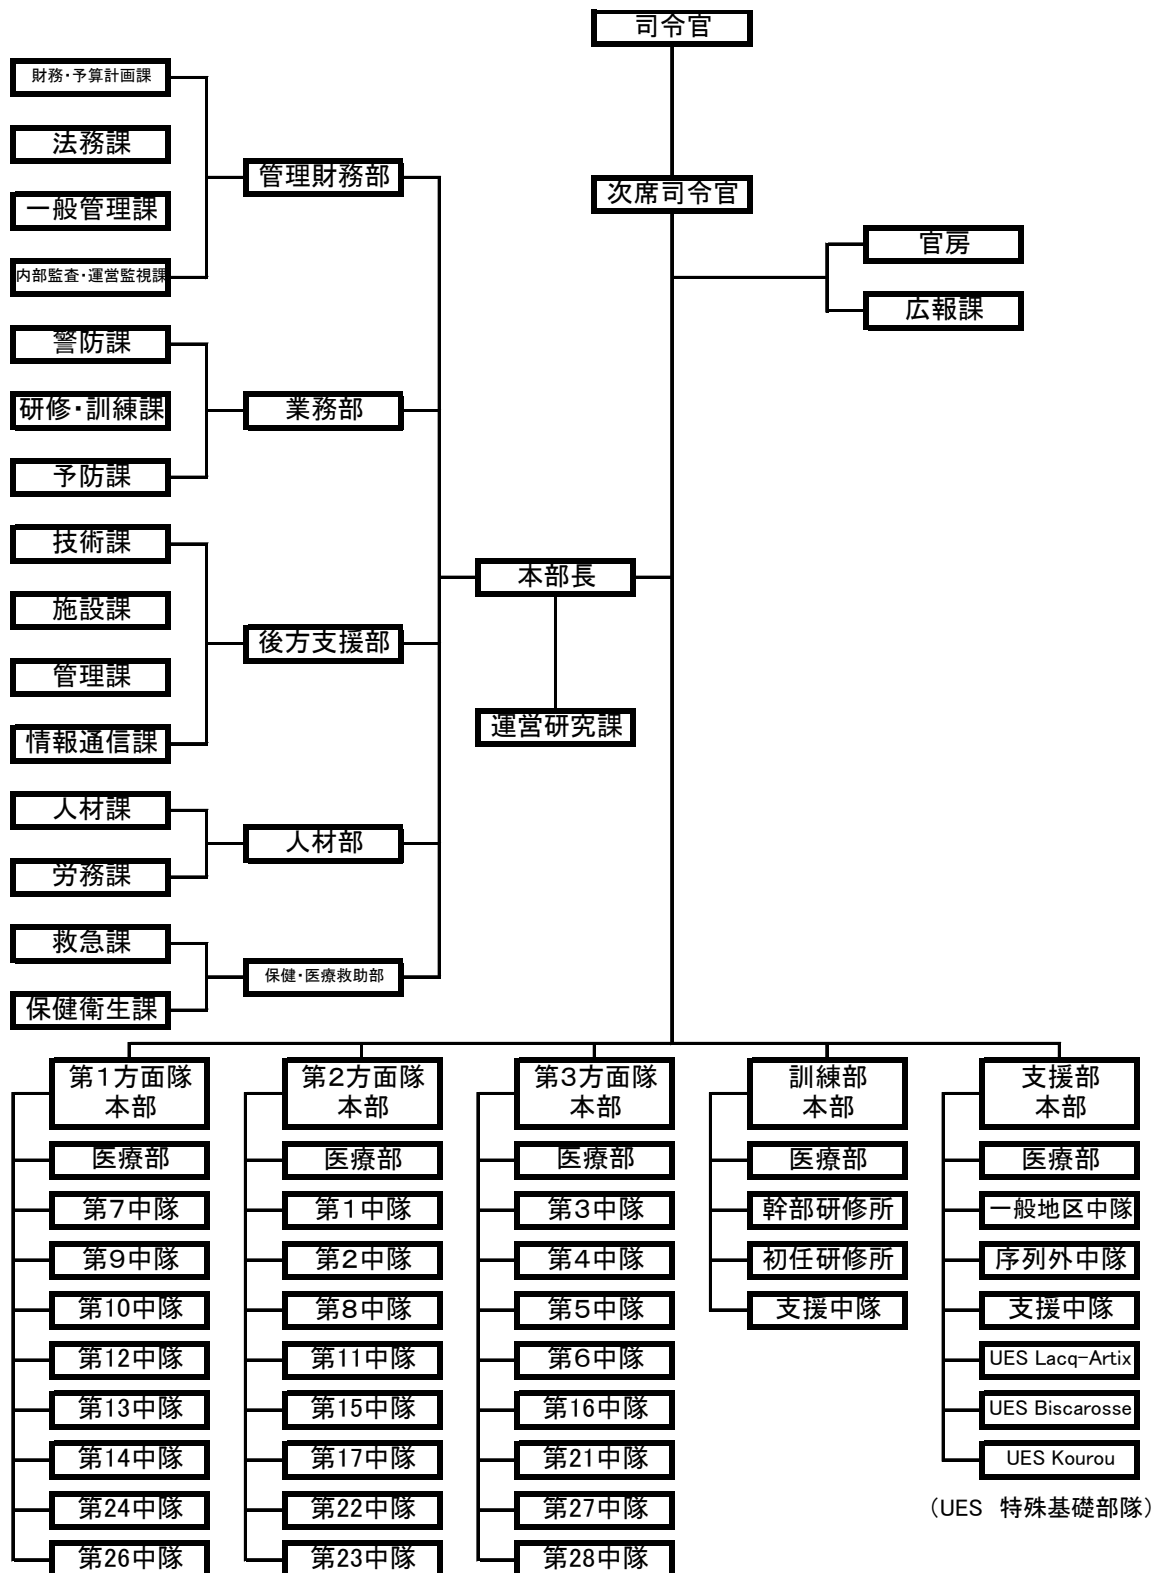 司令官
次席司令官
官房
広報課
財務・予算計画課
法務課
一般管理課
内部監査・運営監視課
管理財務部
警防課
研修・訓練課
予防課
業務部
技術課
施設課
管理課
情報通信課
後方支援部
本部長
運営研究課
人材課
労務課
人材部
救急課
保健衛生課
保健・医療救助部
第1方面隊
本部
医療部
第7中隊
第9中隊
第10中隊
第12中隊
第13中隊
第14中隊
第24中隊
第26中隊
第2方面隊
本部
医療部
第1中隊
第2中隊
第8中隊
第11中隊
第15中隊
第17中隊
第22中隊
第23中隊
第3方面隊
本部
医療部
第3中隊
第4中隊
第5中隊
第6中隊
第16中隊
第21中隊
第27中隊
第28中隊
訓練部
本部
医療部
幹部研修所
初任研修所
支援中隊
支援部
本部
医療部
一般地区中隊
序列外中隊
支援中隊
UES Lacq-Artix
UES Biscarosse
UES Kourou
（UES　特殊基礎部隊）